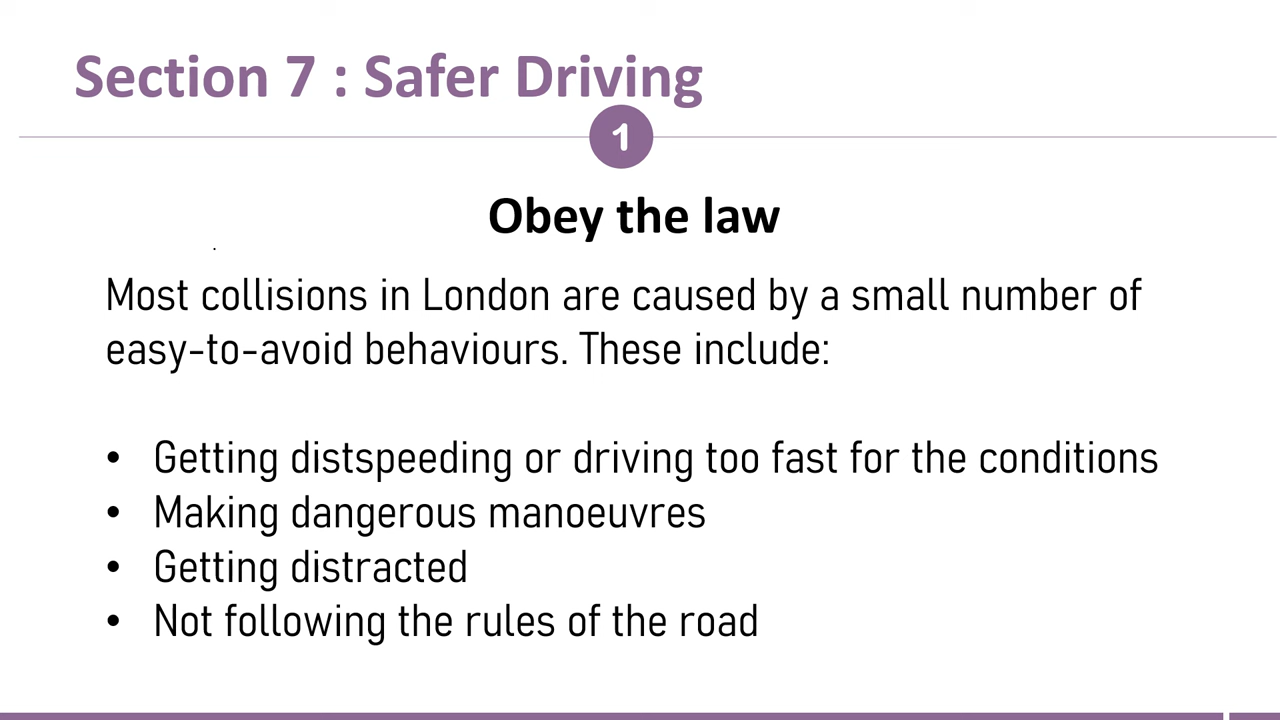 Section 7 : Safer Driving
1
Obey the law
.
Most collisions in London are caused by a small number of
easy-to-avoid behaviours. These include:
• Getting distspeeding or driving too fast for the conditions
• Making dangerous manoeuvres
• Getting distracted
• Not following the rules of the road